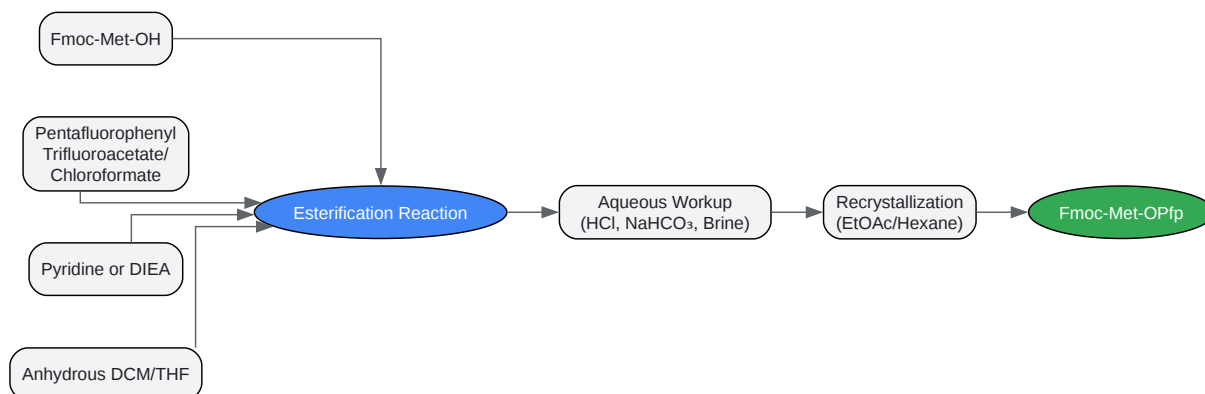 Fmoc-Met-OH
Pentafluorophenyl
Trifluoroacetate/
Chloroformate
Pyridine or DIEA
Anhydrous DCM/THF
Esterification Reaction
Aqueous Workup
(HCl, NaHCO₃, Brine)
Recrystallization
(EtOAc/Hexane)
Fmoc-Met-OPfp